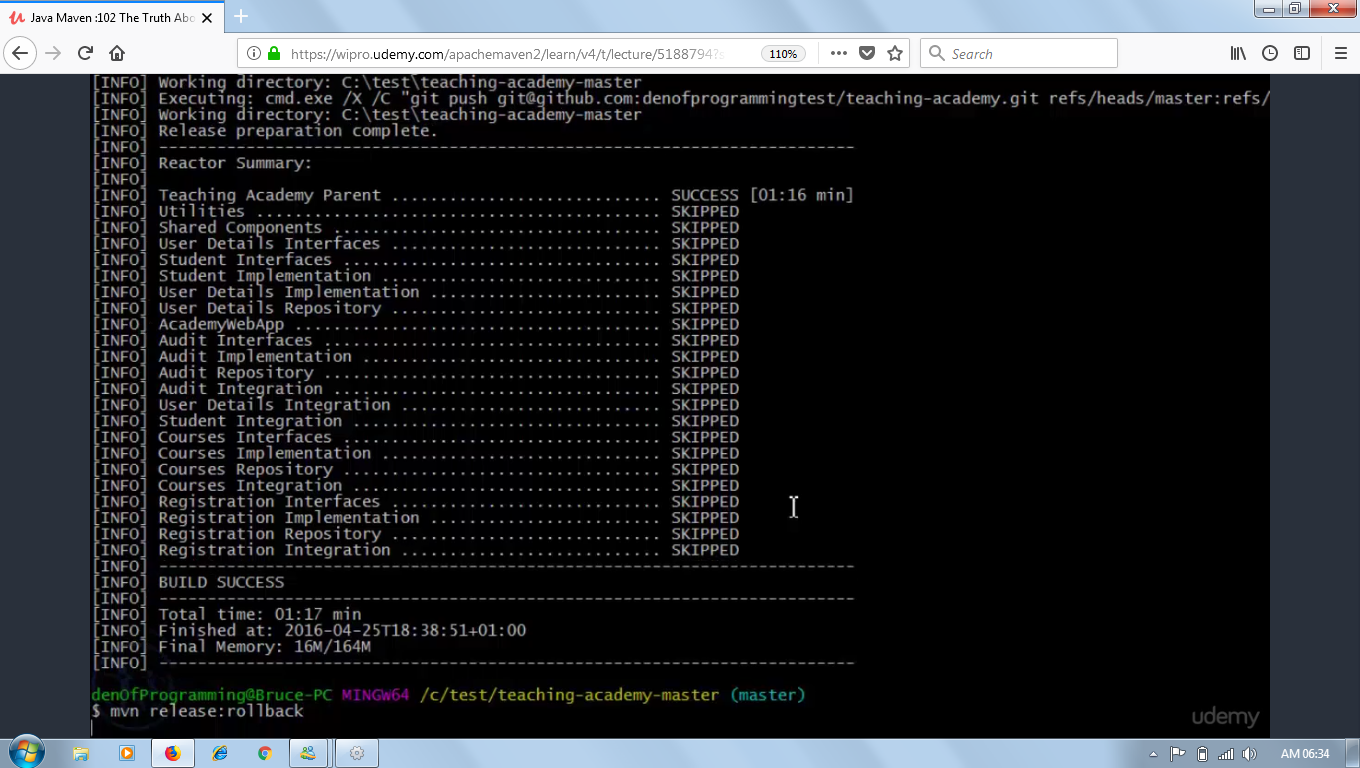 Java Maven :102 The Truth Abo
https://wipro.udemy.com/apachemaven2/learn/v4/t/lecture/5188794?s
110%
Search
[INFO] Working directory: C:\test\teaching-academy-master
[INFO] Executing: cmd.exe /X /C "git push git@github.com:denofprogrammingtest/teaching-academy.git refs/heads/master:refs/
[INFO] Working directory: C:\test\teaching-academy-master
[INFO] Release preparation complete.
[INFO] ------------------------------------------------------------------------
[INFO] Reactor Summary:
[INFO]
[INFO] Teaching Academy Parent ............................ SUCCESS [01:16 min]
[INFO] Utilities .......................................... SKIPPED
[INFO] Shared Components .................................. SKIPPED
[INFO] User Details Interfaces ............................ SKIPPED
[INFO] Student Interfaces ................................. SKIPPED
[INFO] Student Implementation ............................. SKIPPED
[INFO] User Details Implementation ........................ SKIPPED
[INFO] User Details Repository ............................ SKIPPED
[INFO] AcademyWebApp ...................................... SKIPPED
[INFO] Audit Interfaces ................................... SKIPPED
[INFO] Audit Implementation ............................... SKIPPED
[INFO] Audit Repository ................................... SKIPPED
[INFO] Audit Integration .................................. SKIPPED
[INFO] User Details Integration ........................... SKIPPED
[INFO] Student Integration ................................ SKIPPED
[INFO] Courses Interfaces ................................. SKIPPED
[INFO] Courses Implementation ............................. SKIPPED
[INFO] Courses Repository ................................. SKIPPED
[INFO] Courses Integration ................................ SKIPPED
[INFO] Registration Interfaces ............................ SKIPPED
[INFO] Registration Implementation ........................ SKIPPED
[INFO] Registration Repository ............................ SKIPPED
[INFO] Registration Integration ........................... SKIPPED
[INFO] ------------------------------------------------------------------------
[INFO] BUILD SUCCESS
[INFO] ------------------------------------------------------------------------
[INFO] Total time: 01:17 min
[INFO] Finished at: 2016-04-25T18:38:51+01:00
[INFO] Final Memory: 16M/164M
[INFO] ------------------------------------------------------------------------
denOfProgramming@Bruce-PC MINGW64 /c/test/teaching-academy-master (master)
$ mvn release:rollback
udemy
AM 06:34